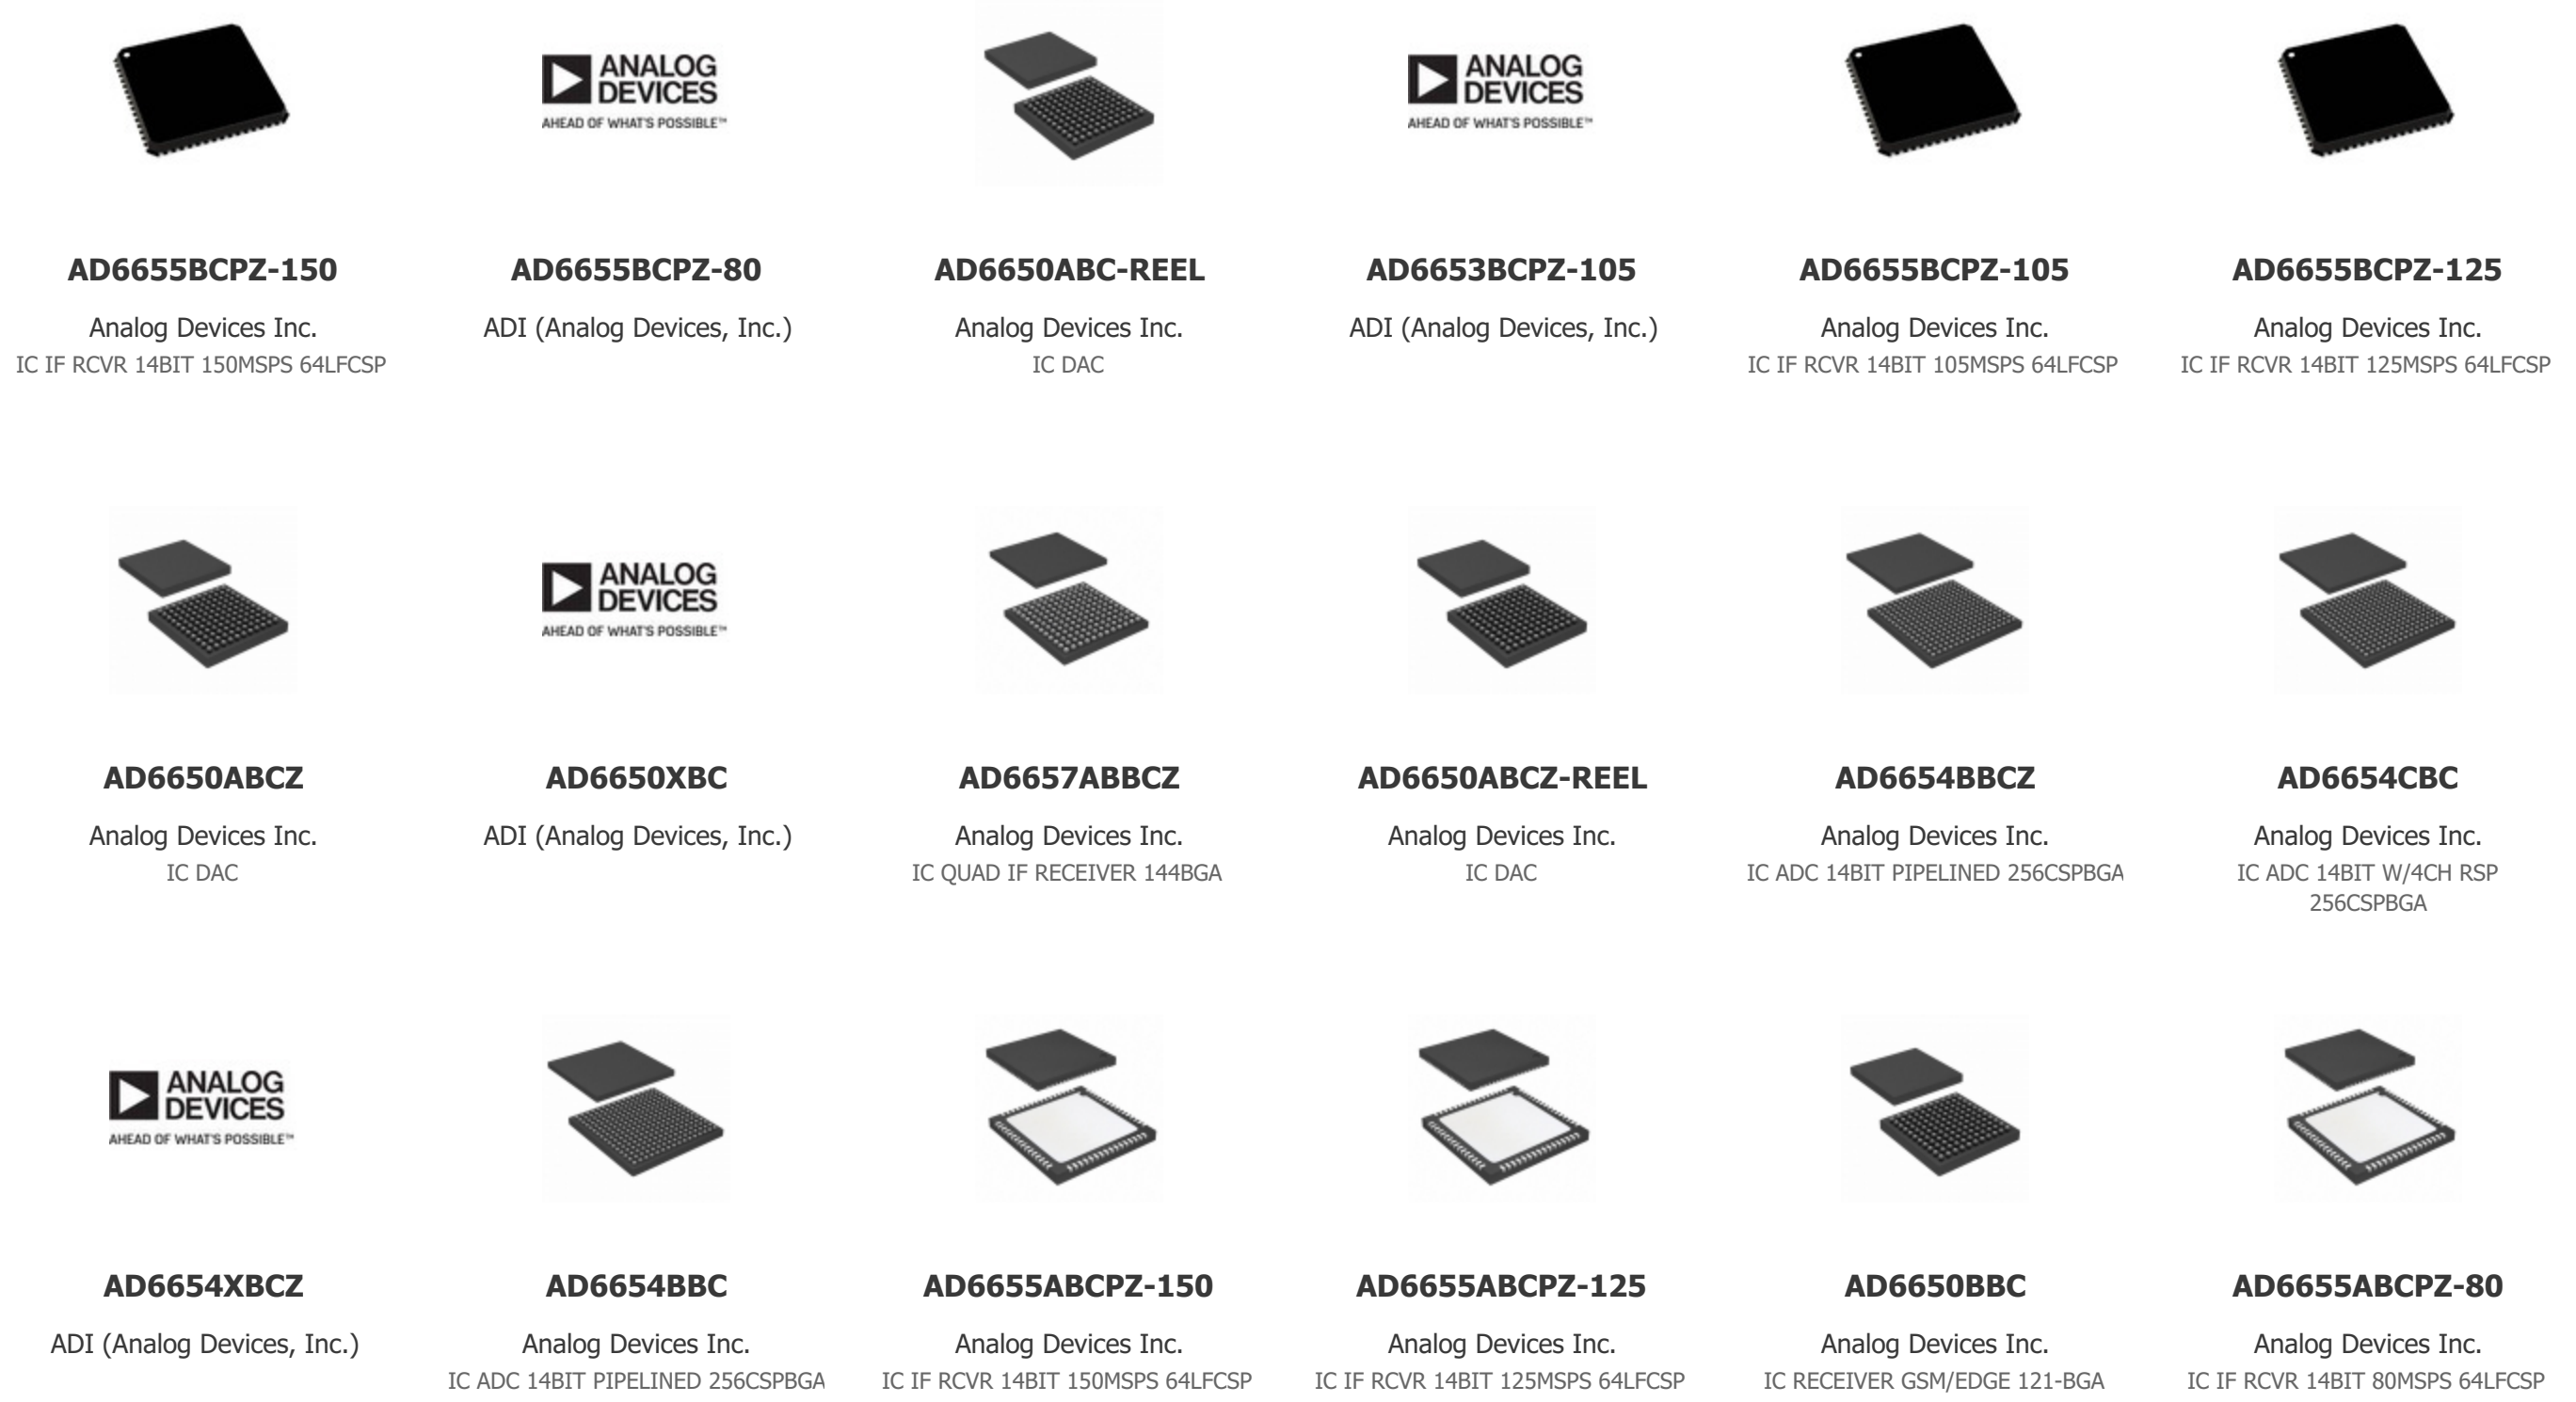 ANALOG
DEVICES
AHEAD OF WHAT'S POSSIBLE™
ANALOG
DEVICES
AHEAD OF WHAT'S POSSIBLE™
AD6655BCPZ-150
Analog Devices Inc.
IC IF RCVR 14BIT 150MSPS 64LFCSP
AD6655BCPZ-80
ADI (Analog Devices, Inc.)
AD6650ABC-REEL
Analog Devices Inc.
IC DAC
AD6653BCPZ-105
ADI (Analog Devices, Inc.)
AD6655BCPZ-105
Analog Devices Inc.
IC IF RCVR 14BIT 105MSPS 64LFCSP
AD6655BCPZ-125
Analog Devices Inc.
IC IF RCVR 14BIT 125MSPS 64LFCSP
ANALOG
DEVICES
AHEAD OF WHAT'S POSSIBLE™
AD6650ABCZ
Analog Devices Inc.
IC DAC
AD6650XBC
ADI (Analog Devices, Inc.)
AD6657ABBCZ
Analog Devices Inc.
IC QUAD IF RECEIVER 144BGA
AD6650ABCZ-REEL
Analog Devices Inc.
IC DAC
AD6654BBCZ
Analog Devices Inc.
IC ADC 14BIT PIPELINED 256CSPBGA
AD6654CBC
Analog Devices Inc.
IC ADC 14BIT W/4CH RSP
256CSPBGA
ANALOG
DEVICES
AHEAD OF WHAT'S POSSIBLE™
AD6654XBCZ
ADI (Analog Devices, Inc.)
AD6654BBC
Analog Devices Inc.
IC ADC 14BIT PIPELINED 256CSPBGA
AD6655ABCPZ-150
Analog Devices Inc.
IC IF RCVR 14BIT 150MSPS 64LFCSP
AD6655ABCPZ-125
Analog Devices Inc.
IC IF RCVR 14BIT 125MSPS 64LFCSP
AD6650BBC
Analog Devices Inc.
IC RECEIVER GSM/EDGE 121-BGA
AD6655ABCPZ-80
Analog Devices Inc.
IC IF RCVR 14BIT 80MSPS 64LFCSP